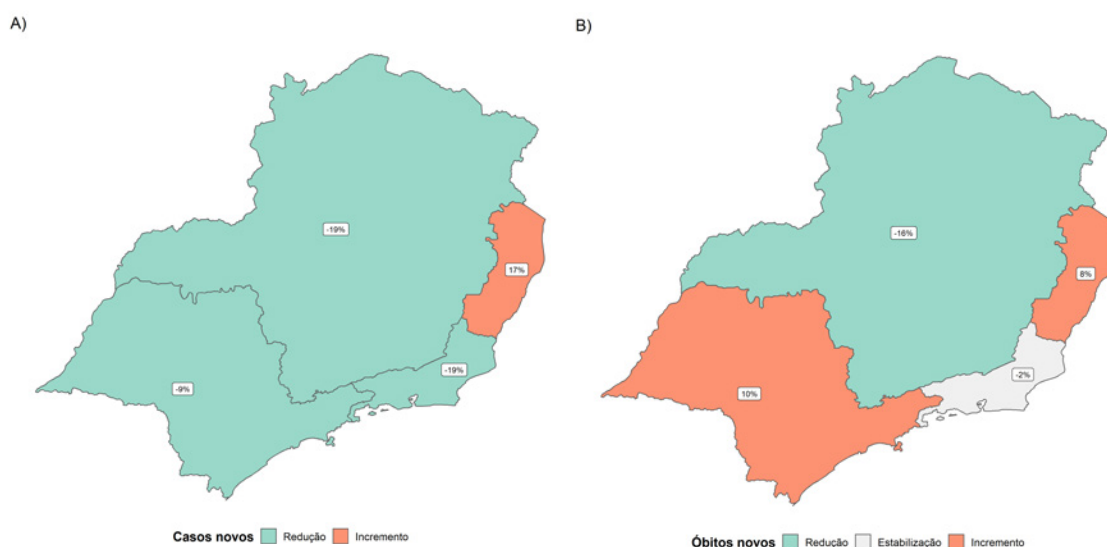 A)
-19%
17%
-19%
-9%
Casos novos Redução Incremento
B)
-16%
8%
-2%
10%
Óbitos novos Redução Estabilização Incremento